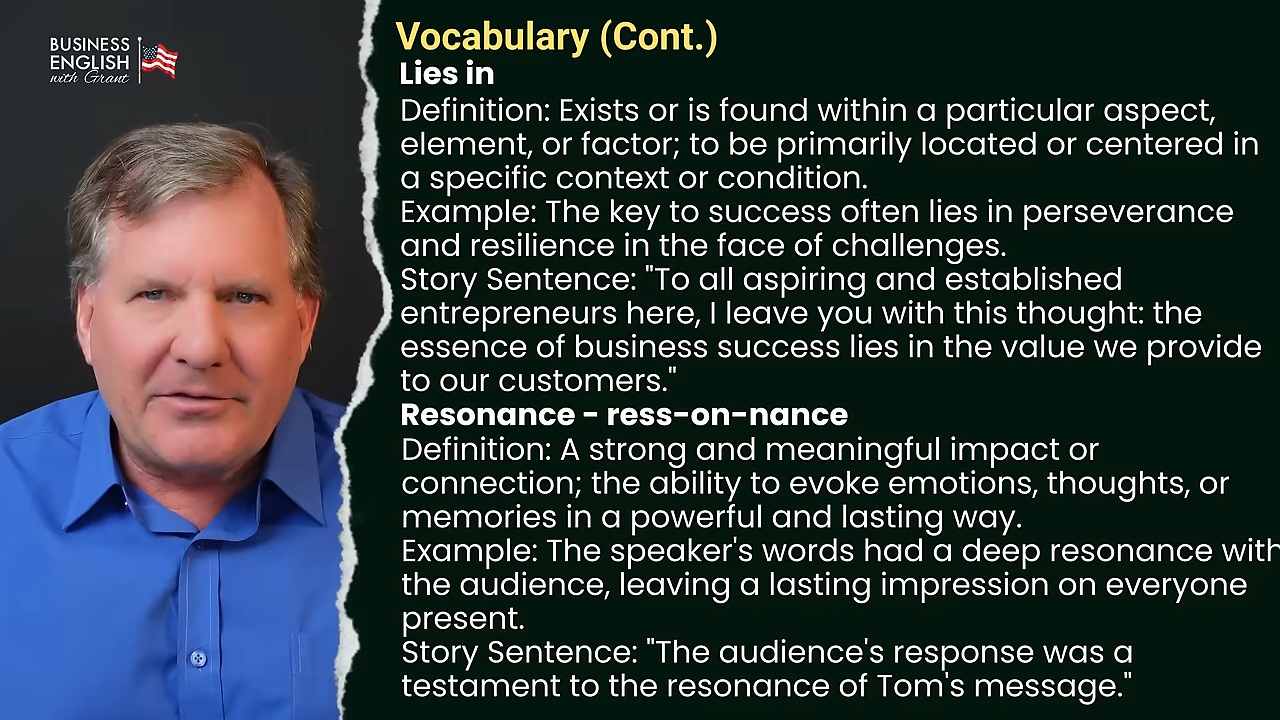 BUSINESS
ENGLISH
with Grant
Vocabulary (Cont.)
Lies in
Definition: Exists or is found within a particular aspect,
element, or factor; to be primarily located or centered in
a specific context or condition.
Example: The key to success often lies in perseverance
and resilience in the face of challenges.
Story Sentence: "To all aspiring and established
entrepreneurs here, I leave you with this thought: the
essence of business success lies in the value we provide
to our customers."
Resonance - ress-on-nance
Definition: A strong and meaningful impact or
connection; the ability to evoke emotions, thoughts, or
memories in a powerful and lasting way.
Example: The speaker's words had a deep resonance with
the audience, leaving a lasting impression on everyone
present.
Story Sentence: "The audience's response was a
testament to the resonance of Tom's message."